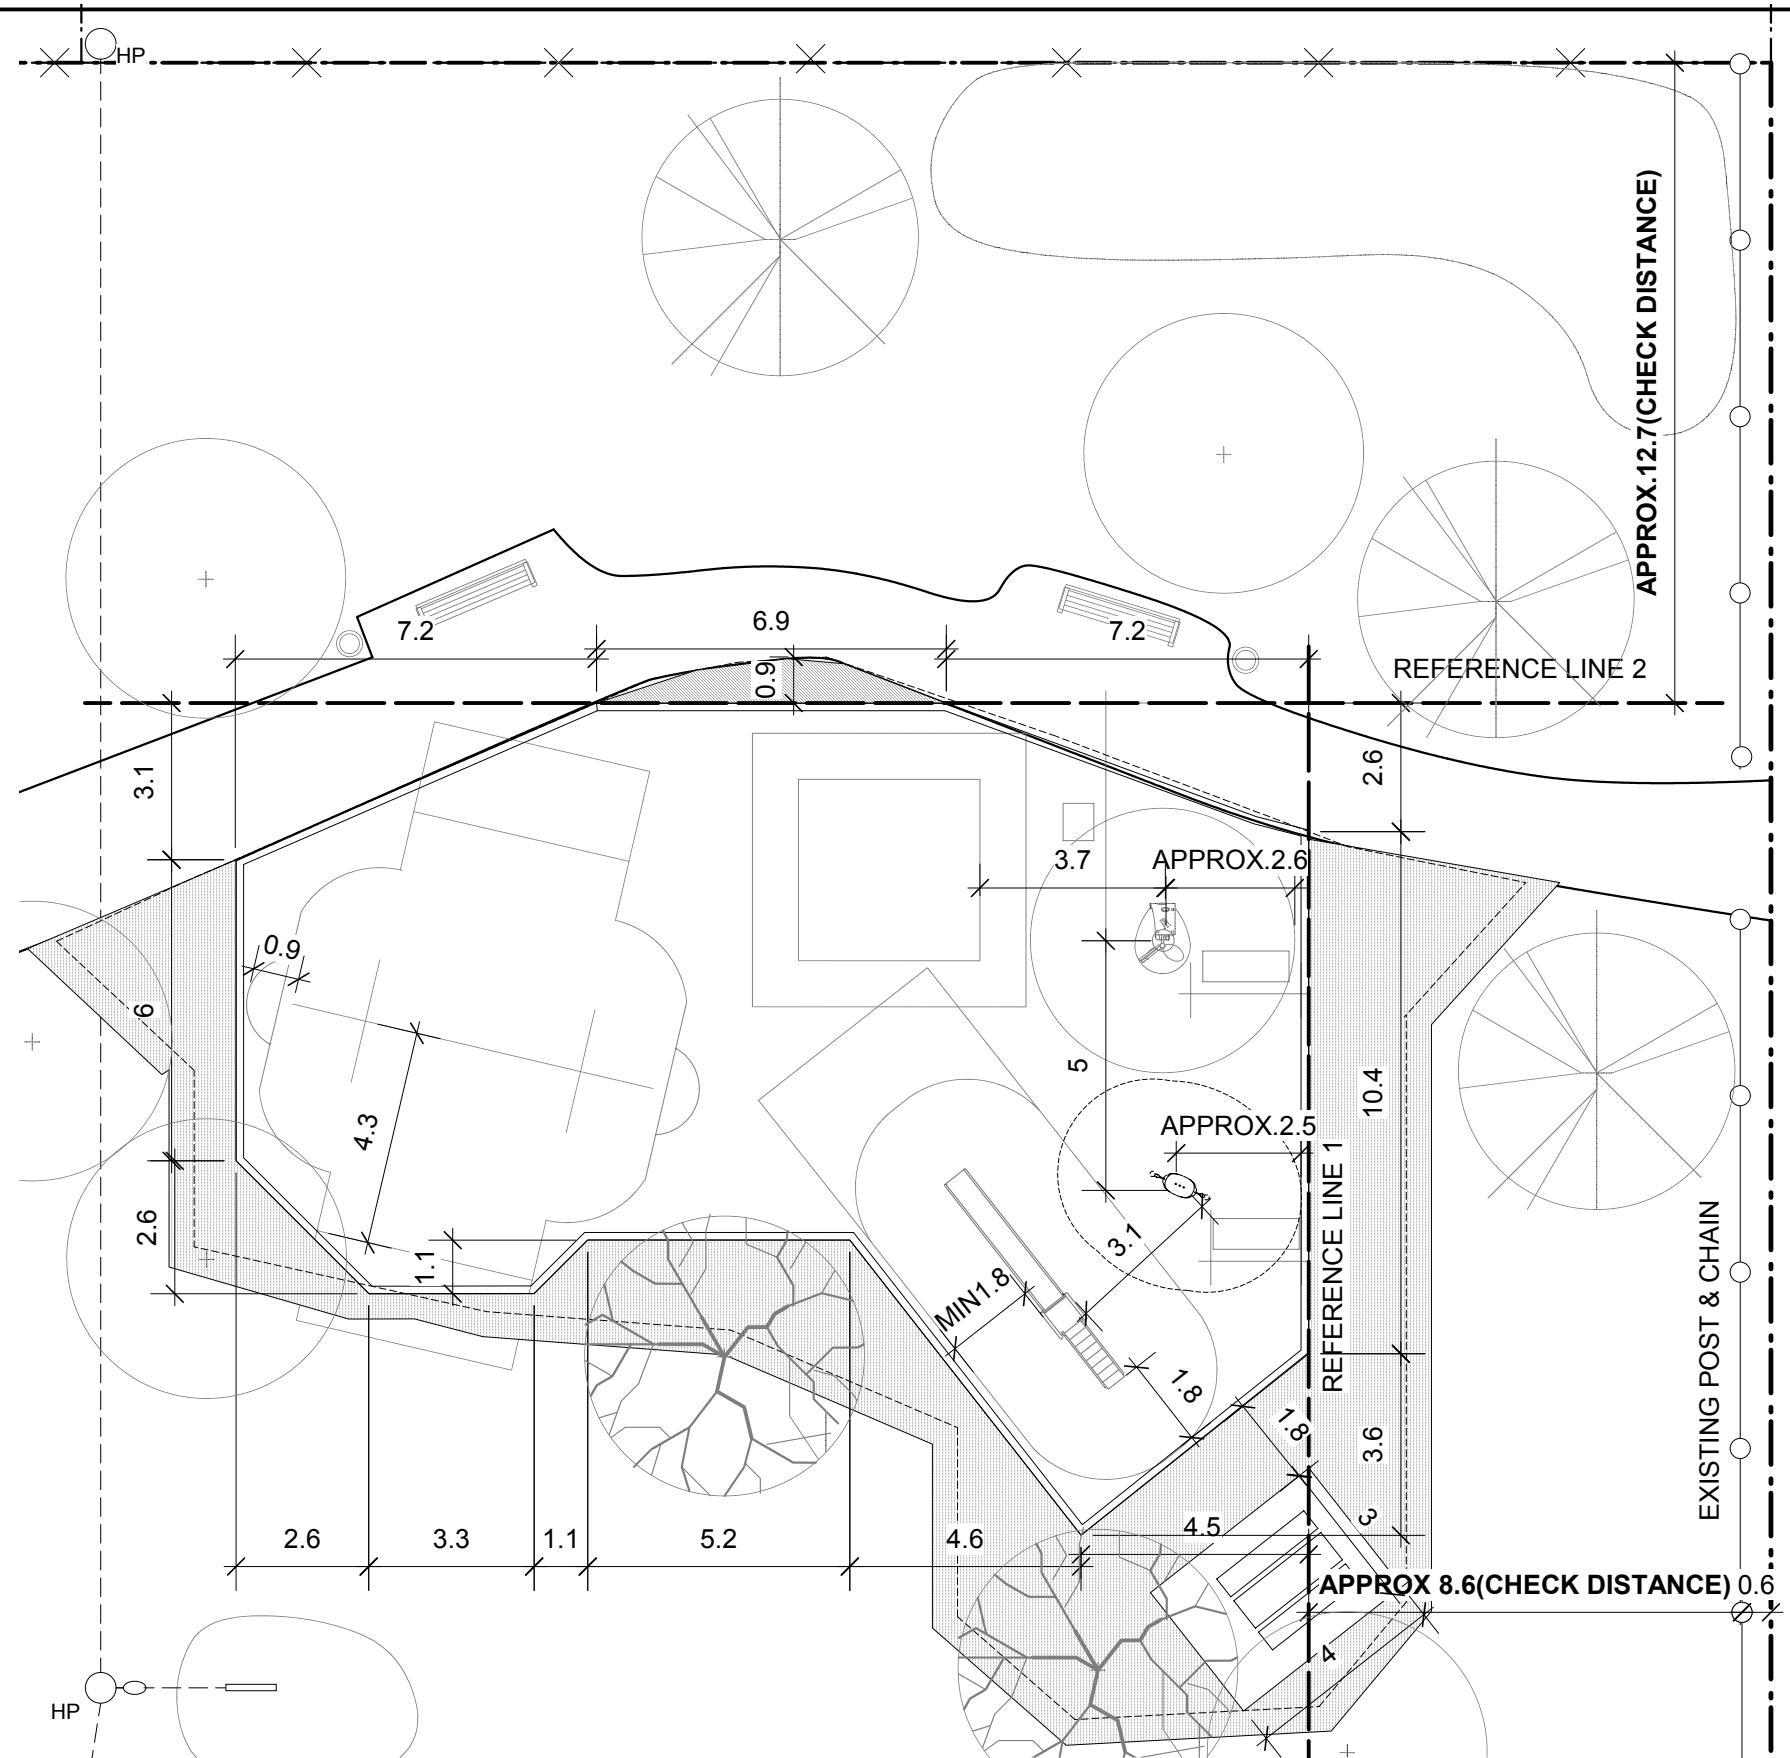 HP
APPROX.12.7(CHECK DISTANCE)
7.2
6.9
7.2
0.9
REFERENCE LINE 2
3.1
2.6
3.7
APPROX.2.6
0.9
6
5
10.4
4.3
APPROX.2.5
REFERENCE LINE 1
2.6
1.1
3.1
MIN1.8
EXISTING POST & CHAIN
1.8
1.8
3.6
3
2.6
3.3
1.1
5.2
4.6
4.5
APPROX 8.6(CHECK DISTANCE)
0.6
4
HP